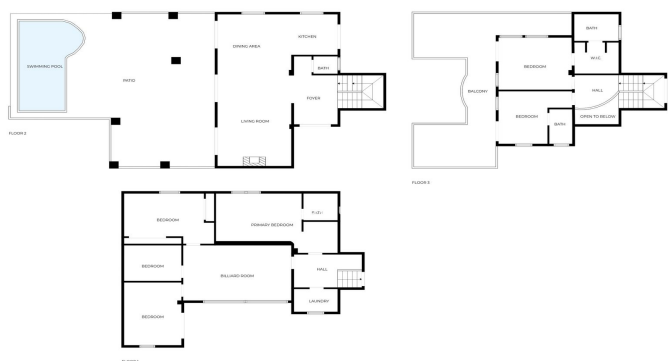 SWIMMING POOL
PATIO
DINING AREA
KITCHEN
BATH
FOYER
LIVING ROOM
FLOOR 2
BATH
W.I.C.
BEDROOM
HALL
BALCONY
OPEN TO BELOW
BEDROOM
BATH
FLOOR 3
BEDROOM
PRIMARY BEDROOM
BEDROOM
BILLIARD ROOM
HALL
LAUNDRY
BEDROOM